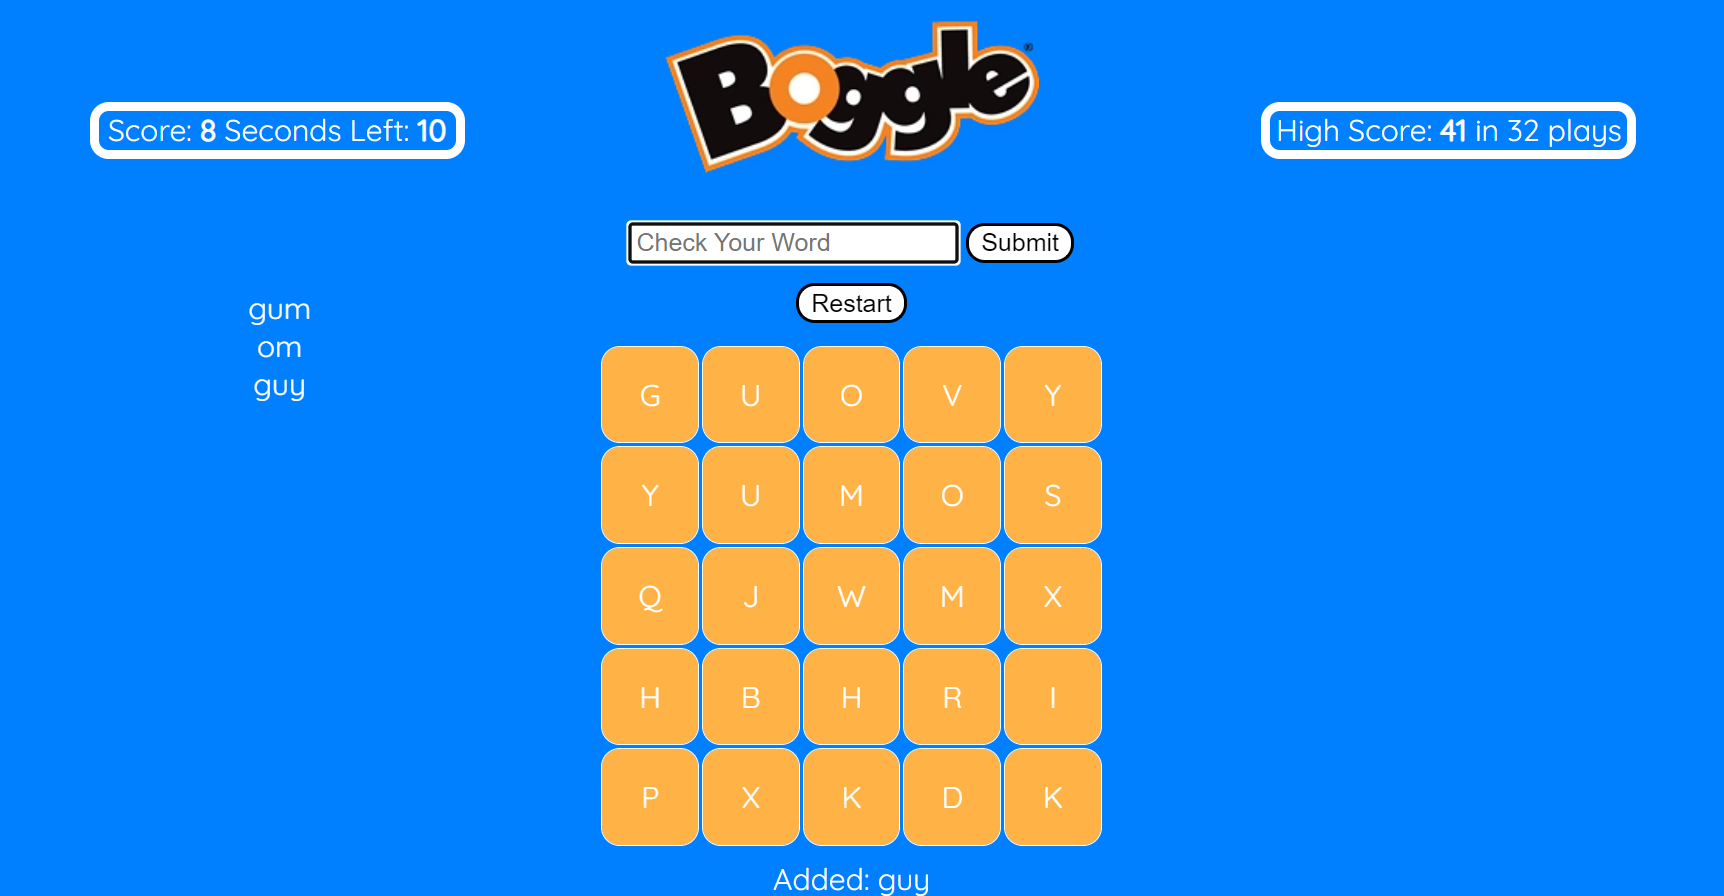 Boggle®
Score: 8 Seconds Left: 10
High Score: 41 in 32 plays
Check Your Word
Submit
Restart
gum
om
guy
G U O V Y
Y U M O S
Q J W M X
H B H R I
P X K D K
Added: guy